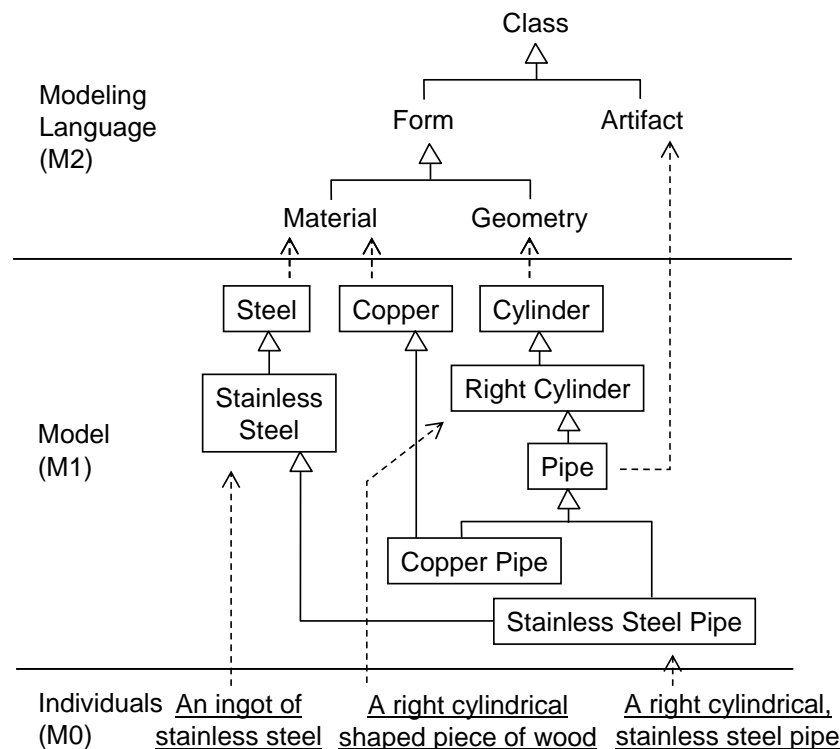 Class
Modeling
Language
(M2)
Form
Artifact
Material
Geometry
Steel
Copper
Cylinder
Stainless
Steel
Right Cylinder
Model
(M1)
Pipe
Copper Pipe
Stainless Steel Pipe
Individuals
(M0)
An ingot of
stainless steel
A right cylindrical
shaped piece of wood
A right cylindrical,
stainless steel pipe